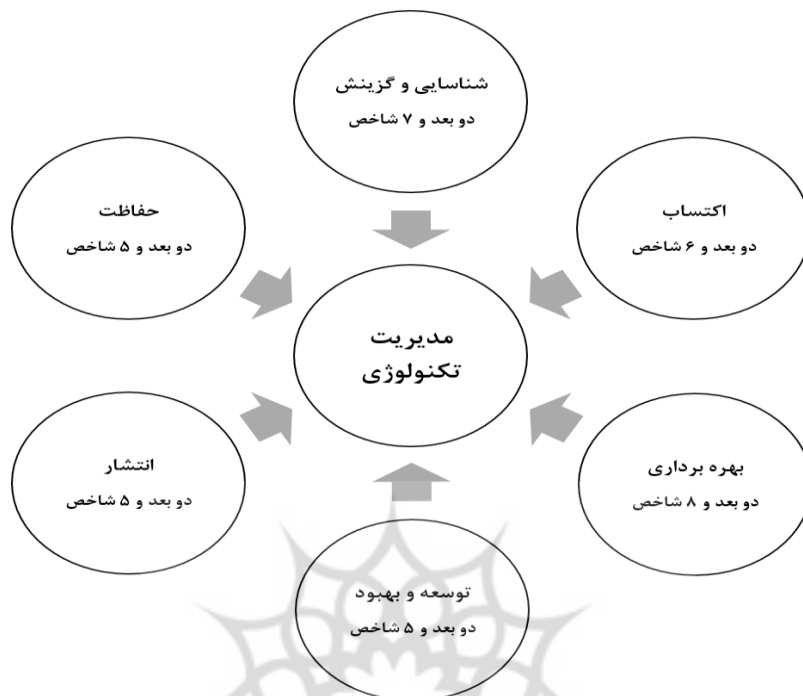 شناسایی و گزینش
دو بعد و ۷ شاخص
اکتساب
دو بعد و ۶ شاخص
حفاظت
دو بعد و ۵ شاخص
مدیریت
تکنولوژی
بهره برداری
دو بعد و ۸ شاخص
انتشار
دو بعد و ۵ شاخص
توسعه و بهبود
دو بعد و ۵ شاخص